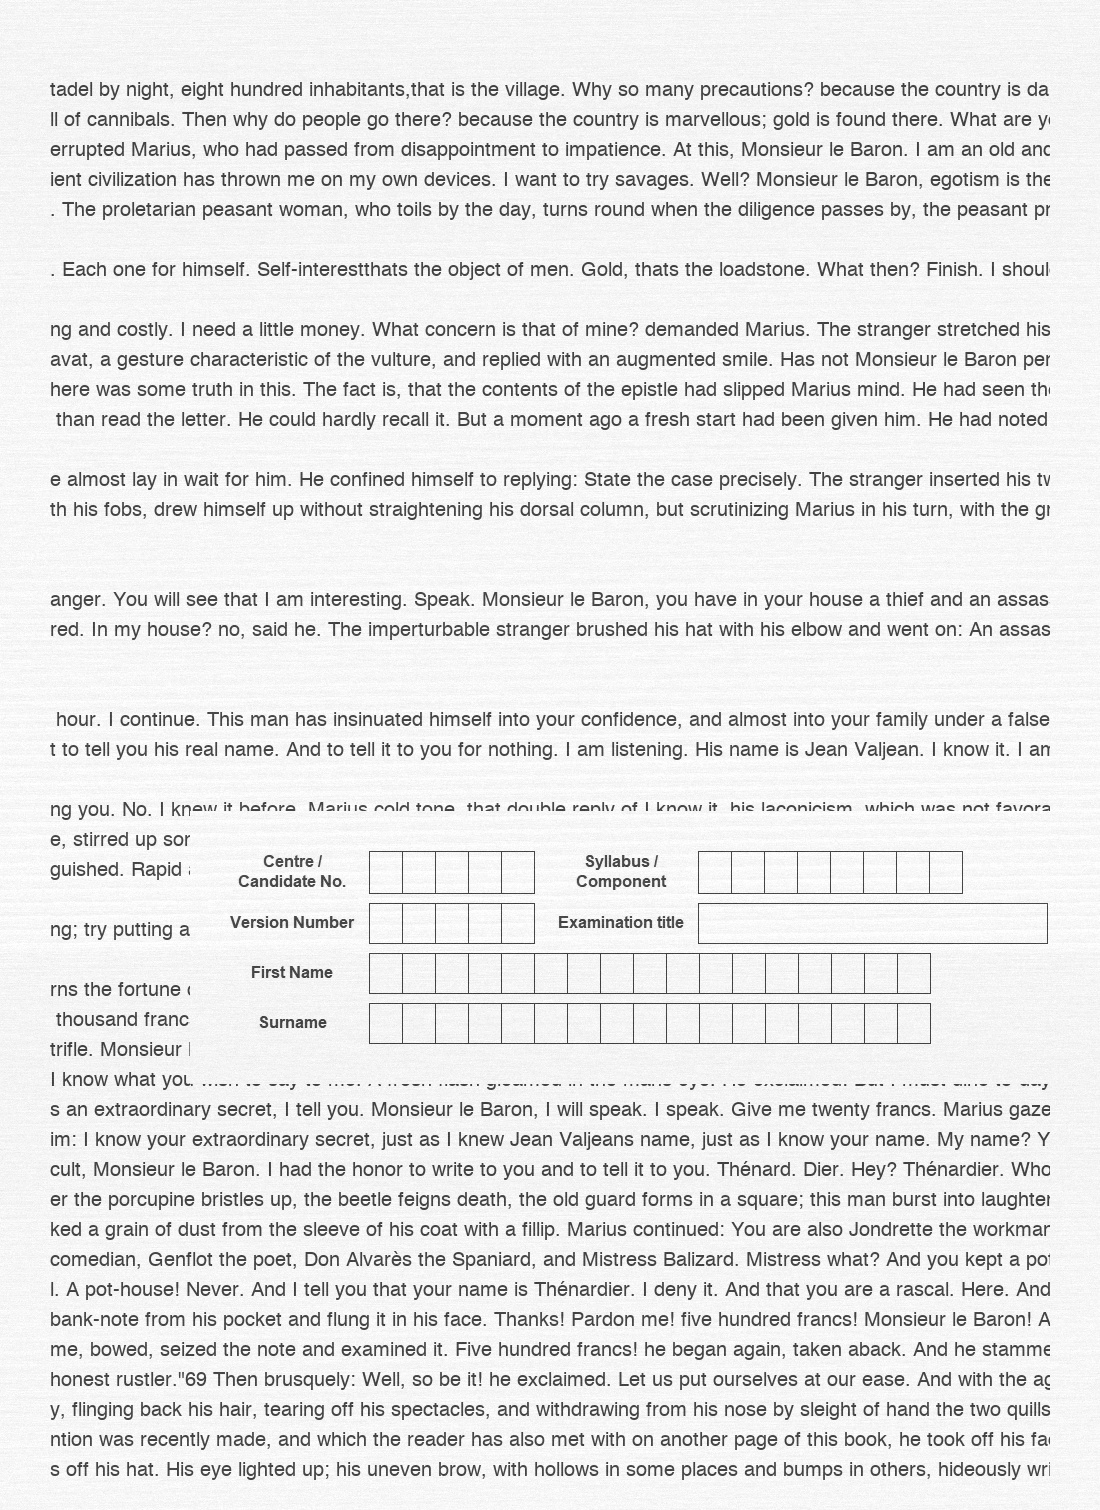 tadel by night, eight hundred inhabitants,that is the village. Why so many precautions? because the country is da
ll of cannibals. Then why do people go there? because the country is marvellous; gold is found there. What are
errupted Marius, who had passed from disappointment to impatience. At this, Monsieur le Baron. I am an old
ient civilization has thrown me on my own devices. I want to try savages. Well? Monsieur le Baron, egotism is the
. The proletarian peasant woman, who toils by the day, turns round when the diligence passes by, the peasant pr
. Each one for himself. Self-interestthats the object of men. Gold, thats the loadstone. What then? Finish. I
ng and costly. I need a little money. What concern is that of mine? demanded Marius. The stranger stretched his
avat, a gesture characteristic of the vulture, and replied with an augmented smile. Has not Monsieur le Baron per
here was some truth in this. The fact is, that the contents of the epistle had slipped Marius mind. He had seen
than read the letter. He could hardly recall it. But a moment ago a fresh start had been given him. He had noted
e almost lay in wait for him. He confined himself to replying: State the case precisely. The stranger inserted his
th his fobs, drew himself up without straightening his dorsal column, but scrutinizing Marius in his turn, with the
anger. You will see that I am interesting. Speak. Monsieur le Baron, you have in your house a thief and an assas
red. In my house? no, said he. The imperturbable stranger brushed his hat with his elbow and went on: An assas
hour. I continue. This man has insinuated himself into your confidence, and almost into your family under a false
t to tell you his real name. And to tell it to you for nothing. I am listening. His name is Jean Valjean. I know it. I
ng you. No. I knew it before. Marius cold tone, that double reply of I know it, his laconicism, which was not favora
e, stirred up
guished. Rapid
Centre /
Candidate No.
Syllabus /
Component
ng; try putting a
Version Number
Examination title
First Name
rns the fortune
thousand franc
Surname
trifle. Monsieur
I know what you wish to say to me. A fresh flash gleamed in the mans eye. He exclaimed: But I must dine to-day
s an extraordinary secret, I tell you. Monsieur le Baron, I will speak. I speak. Give me twenty francs. Marius gaze
im: I know your extraordinary secret, just as I knew Jean Valjeans name, just as I know your name. My name? Y
cult, Monsieur le Baron. I had the honor to write to you and to tell it to you. Thénard. Dier. Hey? Thénardier. Who
er the porcupine bristles up, the beetle feigns death, the old guard forms in a square; this man burst into laughter
ked a grain of dust from the sleeve of his coat with a fillip. Marius continued: You are also Jondrette the
comedian, Genflot the poet, Don Alvarès the Spaniard, and Mistress Balizard. Mistress what? And you kept a
l. A pot-house! Never. And I tell you that your name is Thénardier. I deny it. And that you are a rascal. Here. And
bank-note from his pocket and flung it in his face. Thanks! Pardon me! five hundred francs! Monsieur le Baron! A
me, bowed, seized the note and examined it. Five hundred francs! he began again, taken aback. And he stamme
honest rustler."69 Then brusquely: Well, so be it! he exclaimed. Let us put ourselves at our ease. And with the
y, flinging back his hair, tearing off his spectacles, and withdrawing from his nose by sleight of hand the two quills
ntion was recently made, and which the reader has also met with on another page of this book, he took off his
s off his hat. His eye lighted up; his uneven brow, with hollows in some places and bumps in others, hideously wri